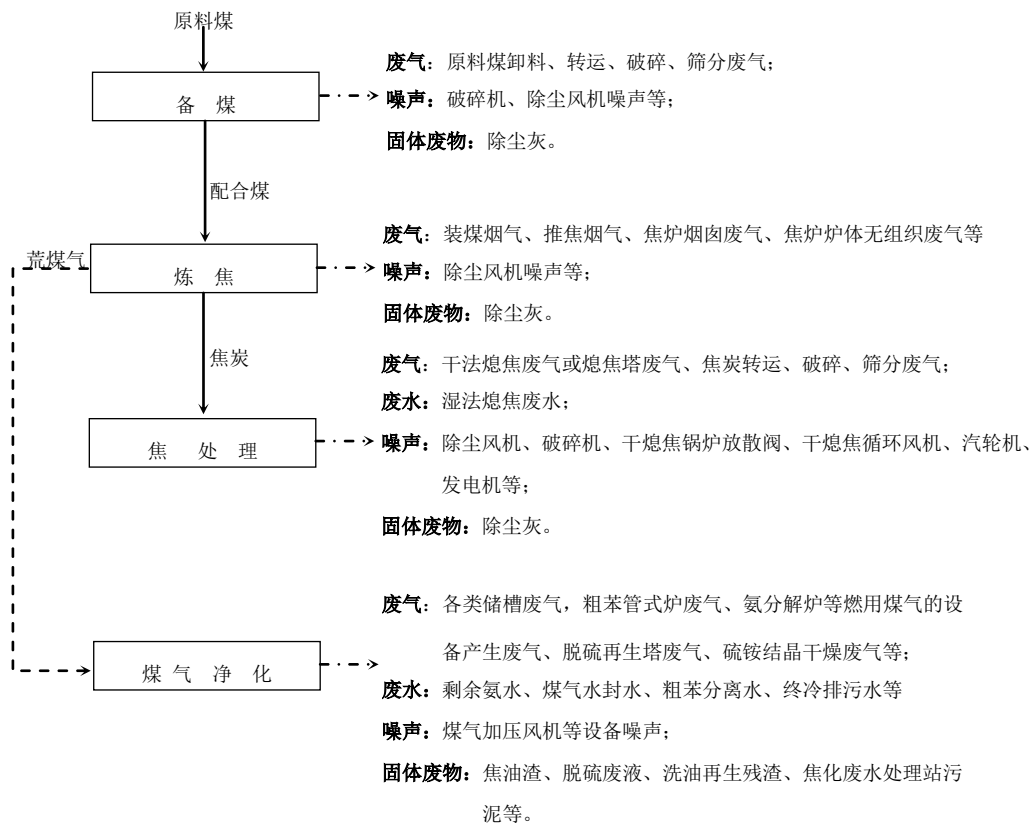 原料煤
废气：原料煤卸料、转运、破碎、筛分废气；
备 煤
噪声：破碎机、除尘风机噪声等；
固体废物：除尘灰。
配合煤
废气：装煤烟气、推焦烟气、焦炉烟囱废气、焦炉炉体无组织废气等
荒煤气
炼 焦
噪声：除尘风机噪声等；
固体废物：除尘灰。
焦炭
废气：干法熄焦废气或熄焦塔废气、焦炭转运、破碎、筛分废气；
废水：湿法熄焦废水；
焦 处 理
噪声：除尘风机、破碎机、干熄焦锅炉放散阀、干熄焦循环风机、汽轮机、
发电机等；
固体废物：除尘灰。
废气：各类储槽废气，粗苯管式炉废气、氨分解炉等燃用煤气的设
备产生废气、脱硫再生塔废气、硫铵结晶干燥废气等；
煤 气 净 化
废水：剩余氨水、煤气水封水、粗苯分离水、终冷排污水等
噪声：煤气加压风机等设备噪声；
固体废物：焦油渣、脱硫废液、洗油再生残渣、焦化废水处理站污
泥等。